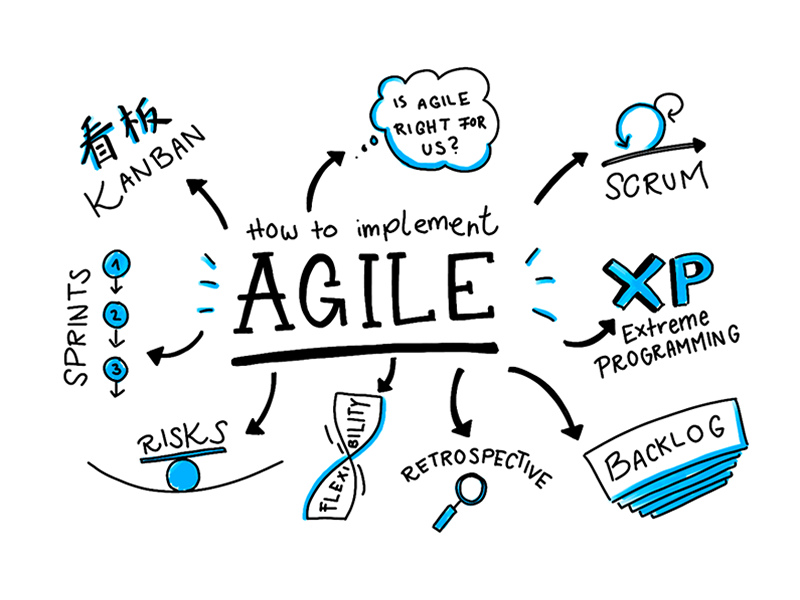 看板
KANBAN
IS AGILE
RIGHT FOR
US?
SCRUM
How to implement
AGILE
SPRINTS
1
2
3
XP
Extreme
PROGRAMMING
RISKS
FLEXIBILITY
RETROSPECTIVE
BACKLOG